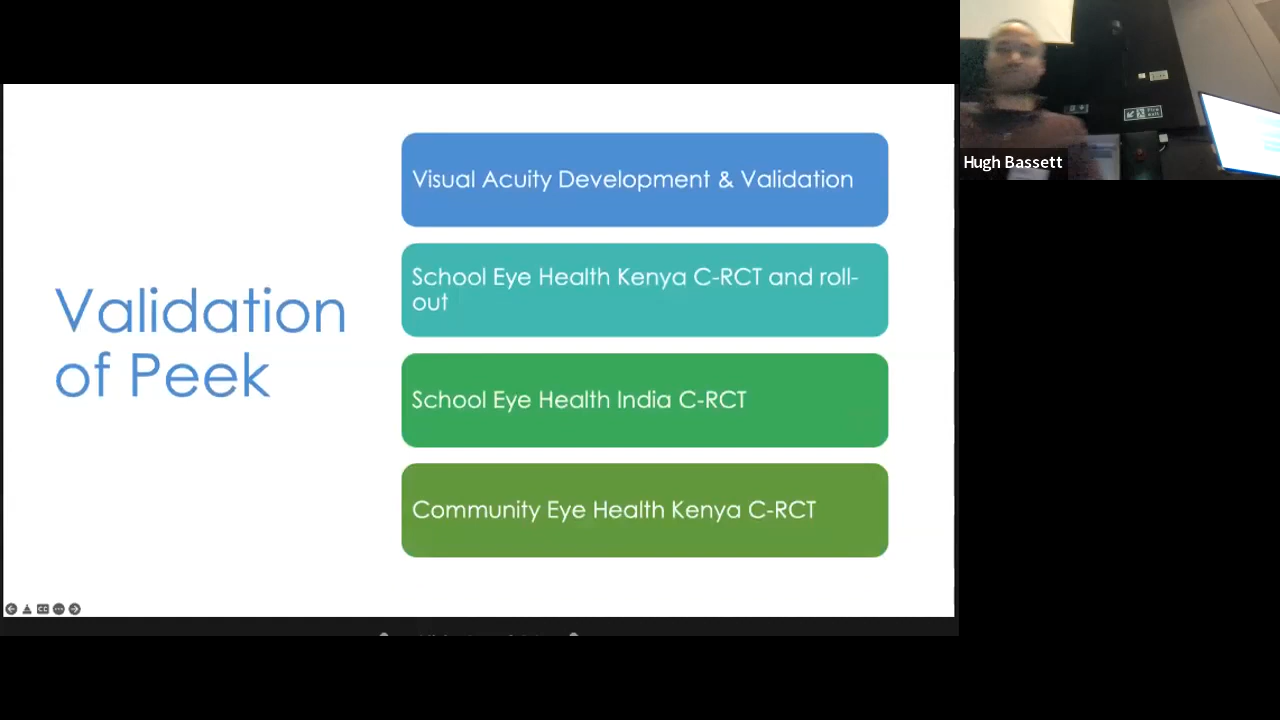 Validation
of Peek
Visual Acuity Development & Validation
School Eye Health Kenya C-RCT and roll-
out
School Eye Health India C-RCT
Community Eye Health Kenya C-RCT
Hugh Bassett